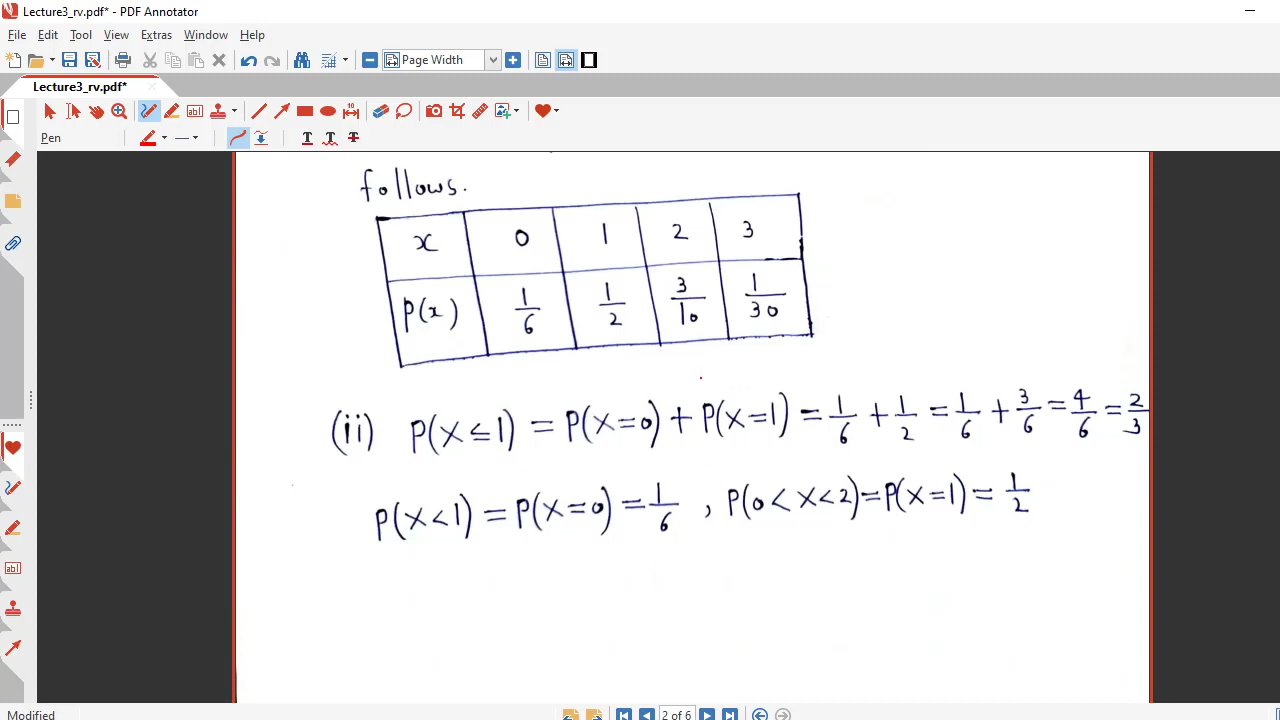 Lecture3_rv.pdf* - PDF Annotator
File Edit Tool View Extras Window Help
Page Width
Lecture3_rv.pdf*
Pen
follows.
x 0 1 2 3
P(x) 1/6 1/2 3/10 1/30
(ii) P(X≤1) = P(X=0) + P(X=1) = 1/6 + 1/2 = 1/6 + 3/6 = 4/6 = 2/3
P(X<1) = P(X=0) = 1/6 , P(0<X<2) = P(X=1) = 1/2
Modified 2 of 6